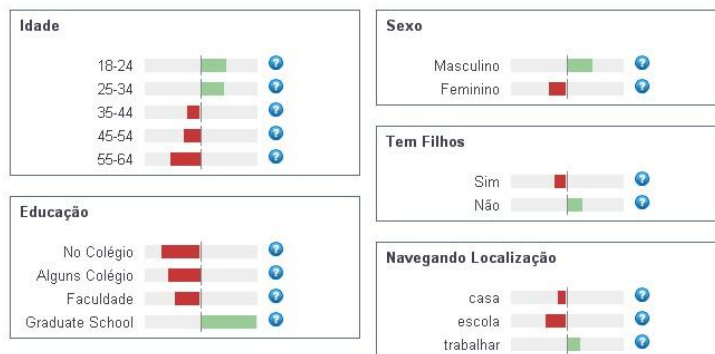 Idade
18-24
25-34
35-44
45-54
55-64
Educação
No Colégio
Alguns Colégio
Faculdade
Graduate School
Sexo
Masculino
Feminino
Tem Filhos
Sim
Não
Navegando Localização
casa
escola
trabalhar